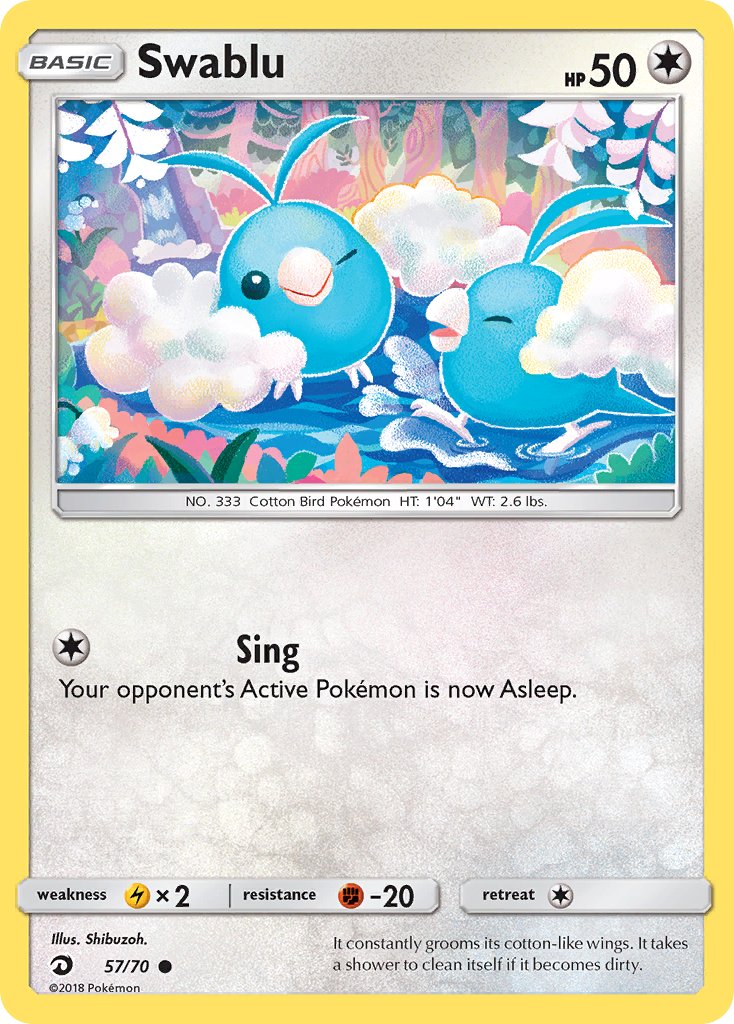 BASIC Swablu HP 50
NO. 333 Cotton Bird Pokémon HT: 1'04" WT: 2.6 lbs.
Sing
Your opponent's Active Pokémon is now Asleep.
weakness × 2 resistance -20 retreat
Illus. Shibuzoh.
57/70
©2018 Pokémon
It constantly grooms its cotton-like wings. It takes
a shower to clean itself if it becomes dirty.